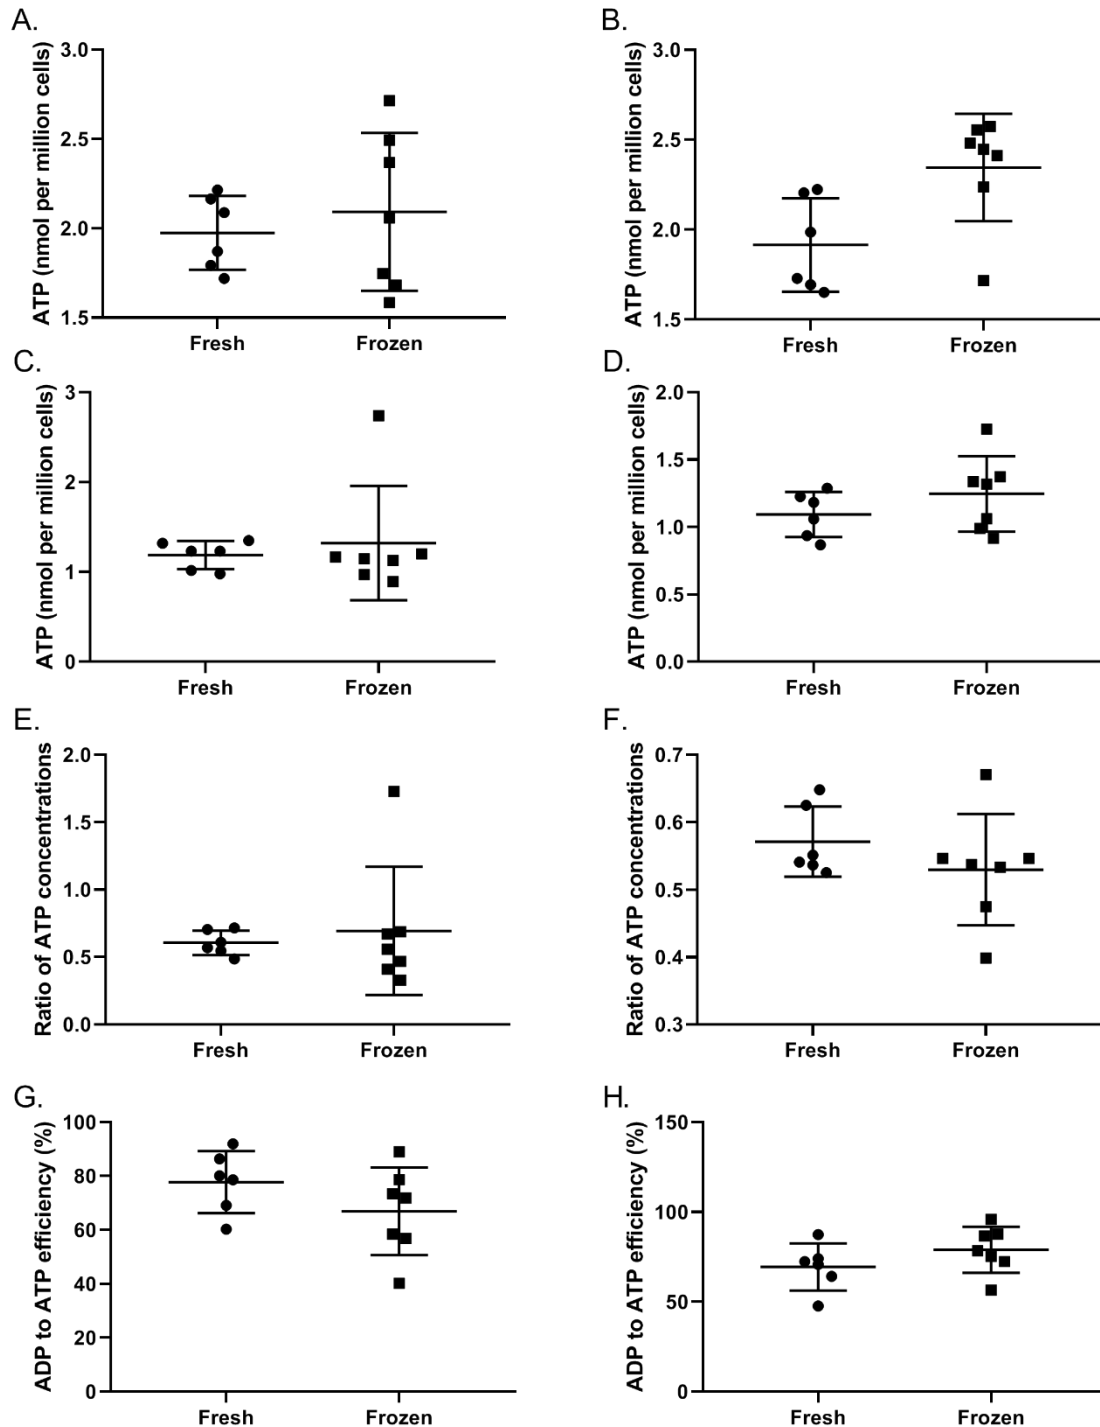 A.
ATP (nmol per million cells)
3.0
2.5
2.0
1.5
Fresh
Frozen
B.
ATP (nmol per million cells)
3.0
2.5
2.0
1.5
Fresh
Frozen
C.
ATP (nmol per million cells)
3
2
1
0
Fresh
Frozen
D.
ATP (nmol per million cells)
2.0
1.5
1.0
0.5
0.0
Fresh
Frozen
E.
Ratio of ATP concentrations
2.0
1.5
1.0
0.5
0.0
Fresh
Frozen
F.
Ratio of ATP concentrations
0.7
0.6
0.5
0.4
0.3
Fresh
Frozen
G.
ADP to ATP efficiency (%)
100
80
60
40
20
0
Fresh
Frozen
H.
ADP to ATP efficiency (%)
150
100
50
0
Fresh
Frozen